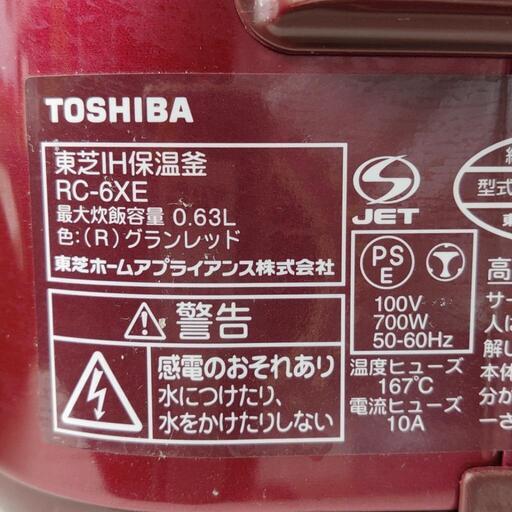 TOSHIBA
東芝IH保温釜
RC-6XE
最大炊飯容量 0.63L
色:(R)グランレッド
東芝ホームアプライアンス株式会社
警告
感電のおそれあり
水につけたり、
水をかけたりしない
S
JET
PS
E
100V
700W
50-60Hz
温度ヒューズ
167℃
電流ヒューズ
10A
型式
東
高
サー
人に
解し
本体
分か
ーさ